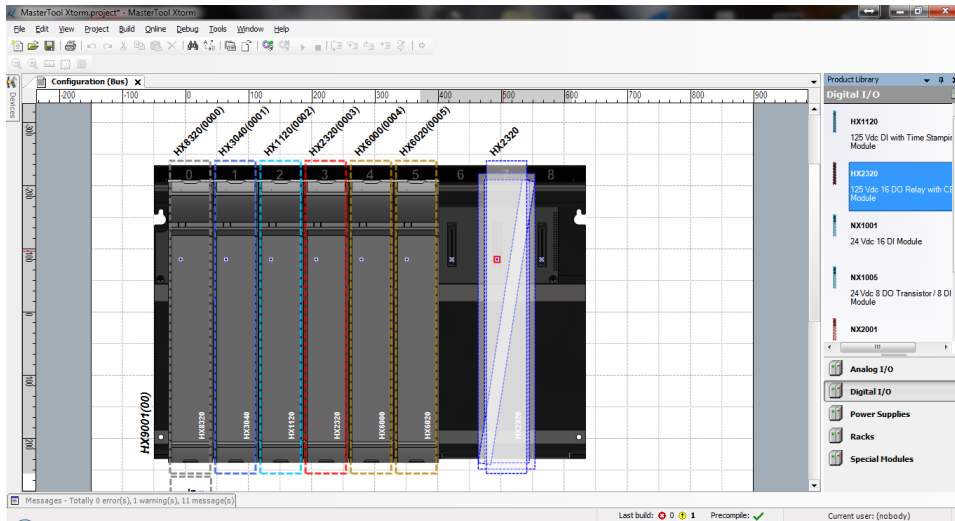 MasterTool Xtorm.project* - MasterTool Xtorm
File Edit View Project Build Online Debug Tools Window Help
Devices
Configuration (Bus)
-200 -100 0 100 200 300 400 500 600 700 800 900
HX8320(0000) HX3040(0001) HX1120(0002) HX2320(0003) HX6000(0004) HX6020(0005) HX2320
0 1 2 3 4 5 6 7 8
HX8320 HX3040 HX1120 HX2320 HX6000 HX6020 HX2320
HX9001(00)
Product Library
Digital I/O
HX1120
125 Vdc DI with Time Stampin
Module
HX2320
125 Vdc 16 DO Relay with CB
Module
NX1001
24 Vdc 16 DI Module
NX1005
24 Vdc 8 DO Transistor / 8 DI
Module
NX2001
Analog I/O
Digital I/O
Power Supplies
Racks
Special Modules
Messages - Totally 0 error(s), 1 warning(s), 11 message(s)
Last build: 0 1 Precompile: Current user: (nobody)